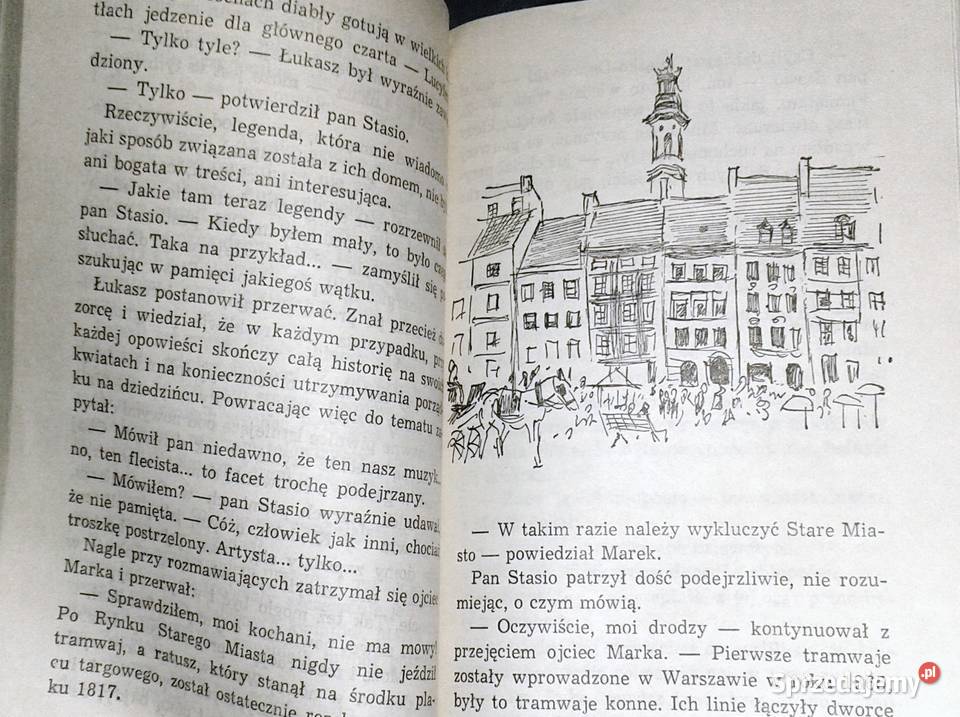 diabły gotują w wielkich
tłach jedzenie dla głównego czarta —
— Tylko tyle? — Łukasz był wyraźnie
dziony.
— Tylko — potwierdził pan Stasio.
Rzeczywiście, legenda, która nie wiadomo
jaki sposób związana została z ich domem, nie
ani bogata w treści, ani interesująca.
— Jakie tam teraz legendy — rozrzewnił
pan Stasio. — Kiedy byłem mały, to było
słuchać. Taka na przykład... — zamyślił się
szukując w pamięci jakiegoś wątku.
Łukasz postanowił przerwać. Znał przecież
zorcę i wiedział, że w każdym przypadku,
każdej opowieści skończy całą historię na
kwiatach i na konieczności utrzymywania
ku na dziedzińcu. Powracając więc do tematu
pytał:
— Mówił pan niedawno, że ten nasz muzyk...
no, ten flecista... to facet trochę podejrzany.
— Mówiłem? — pan Stasio wyraźnie
że nie pamięta. — Cóż, człowiek jak inni,
troszkę postrzelony. Artysta... tylko...
Nagle przy rozmawiających zatrzymał się ojciec
Marka i przerwał:
— Sprawdziłem, moi kochani, nie ma mowy!
Po Rynku Starego Miasta nigdy nie jeździł
tramwaj, a ratusz, który stanął na środku pla-
cu targowego, został ostatecznie
ku 1817.
— W takim razie należy wykluczyć Stare Mia-
sto — powiedział Marek.
Pan Stasio patrzył dość podejrzliwie, nie rozu-
miejąc, o czym mówią.
— Oczywiście, moi drodzy — kontynuował z
przejęciem ojciec Marka. — Pierwsze tramwaje
zostały wprowadzone w Warszawie w
były to tramwaje konne. Ich linie łączyły dworce
Sprzedajemy.pl